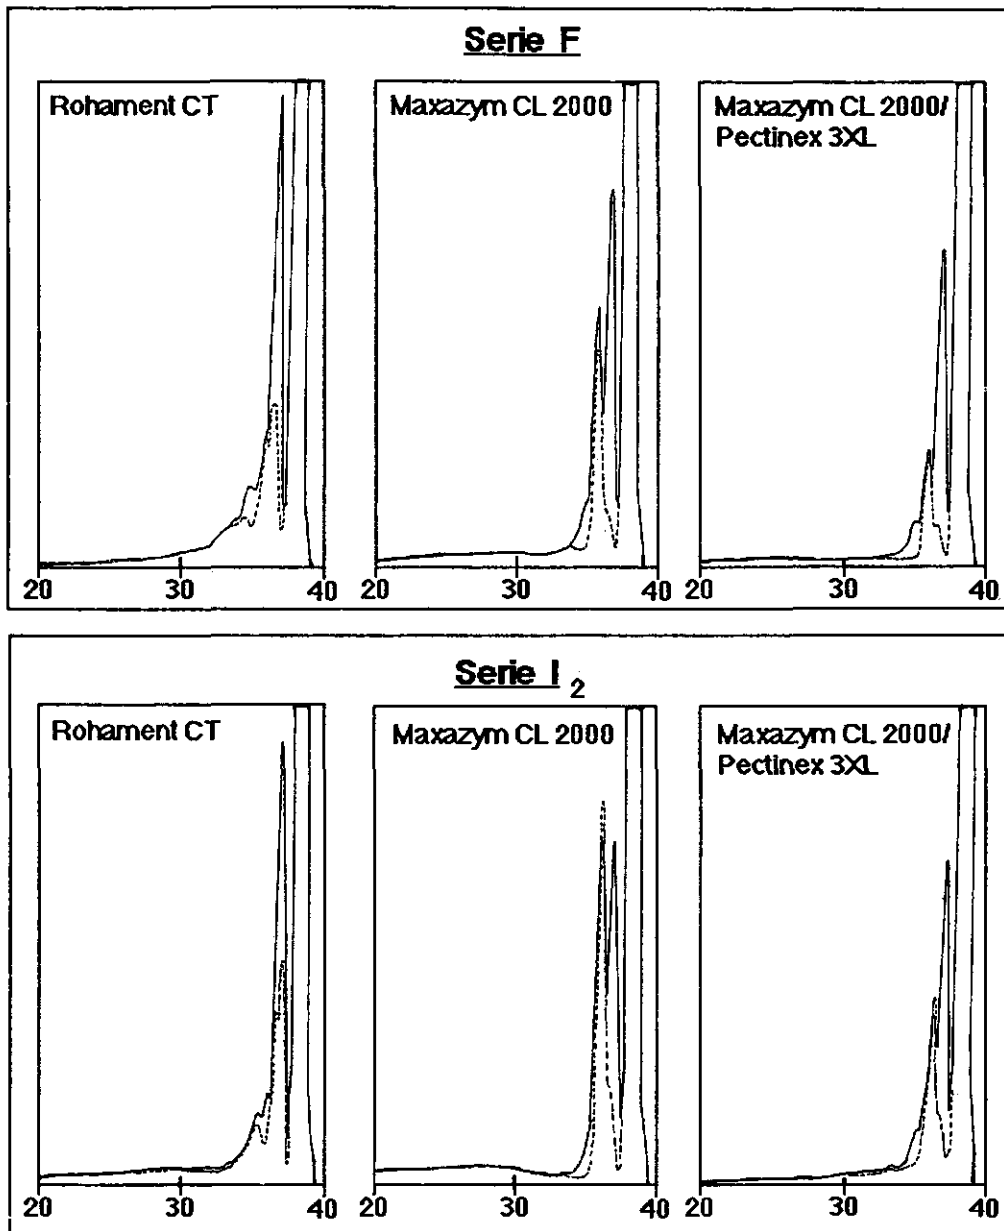 Serie F
Rohament CT
Maxazym CL 2000
Maxazym CL 2000/
Pectinex 3XL
20 30 40
20 30 40
20 30 40
Serie I 2
Rohament CT
Maxazym CL 2000
Maxazym CL 2000/
Pectinex 3XL
20 30 40
20 30 40
20 30 40